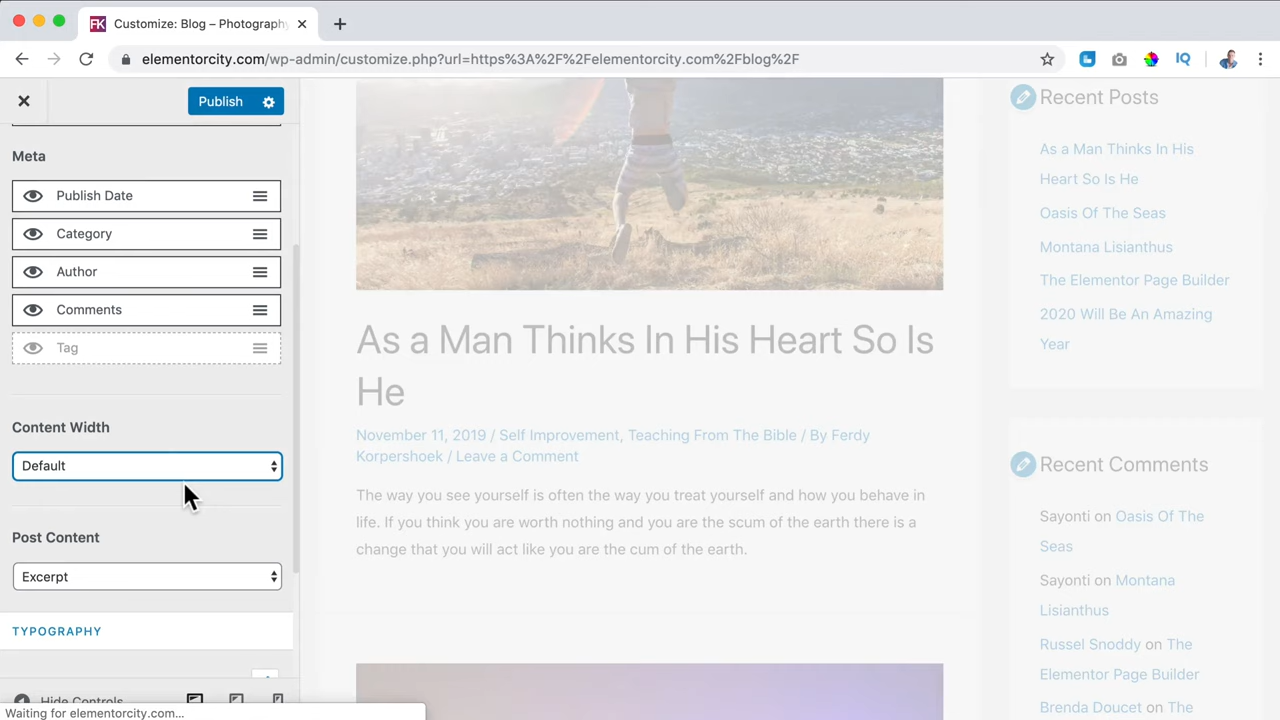 FK Customize: Blog – Photography
elementorcity.com/wp-admin/customize.php?url=https%3A%2F%2Felementorcity.com%2Fblog%2F
IQ
Publish
Meta
Publish Date
Category
Author
Comments
Tag
Content Width
Default
Post Content
Excerpt
TYPOGRAPHY
Hide Controls
Waiting for elementorcity.com...
As a Man Thinks In His Heart So Is
He
November 11, 2019 / Self Improvement, Teaching From The Bible / By Ferdy
Korpershoek / Leave a Comment
The way you see yourself is often the way you treat yourself and how you behave in
life. If you think you are worth nothing and you are the scum of the earth there is a
change that you will act like you are the cum of the earth.
Recent Posts
As a Man Thinks In His
Heart So Is He
Oasis Of The Seas
Montana Lisianthus
The Elementor Page Builder
2020 Will Be An Amazing
Year
Recent Comments
Sayonti on Oasis Of The
Seas
Sayonti on Montana
Lisianthus
Russel Snoddy on The
Elementor Page Builder
Brenda Doucet on The